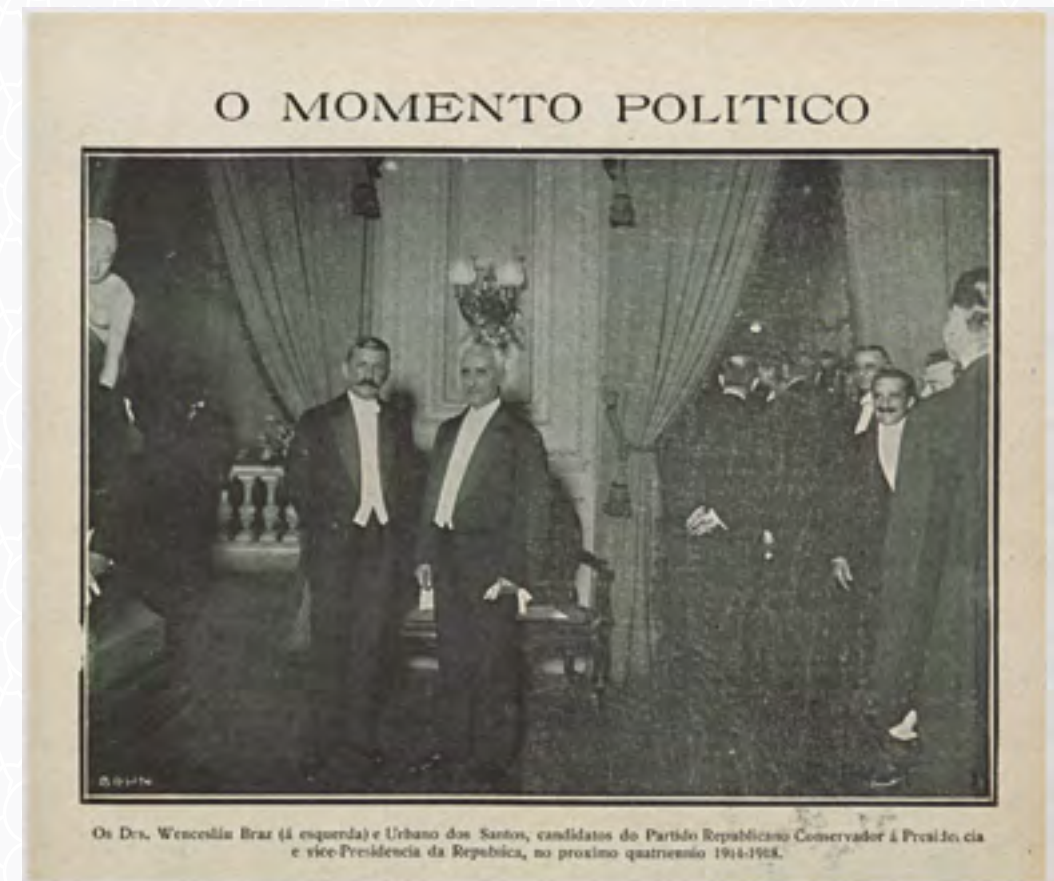 O MOMENTO POLITICO
Os Drs. Wencesláu Braz (á esquerda) e Urbano dos Santos, candidatos do Partido Republicano Conservador á Presidencia
e vice-Presidencia da Republica, no proximo quatriennio 1914-1918.